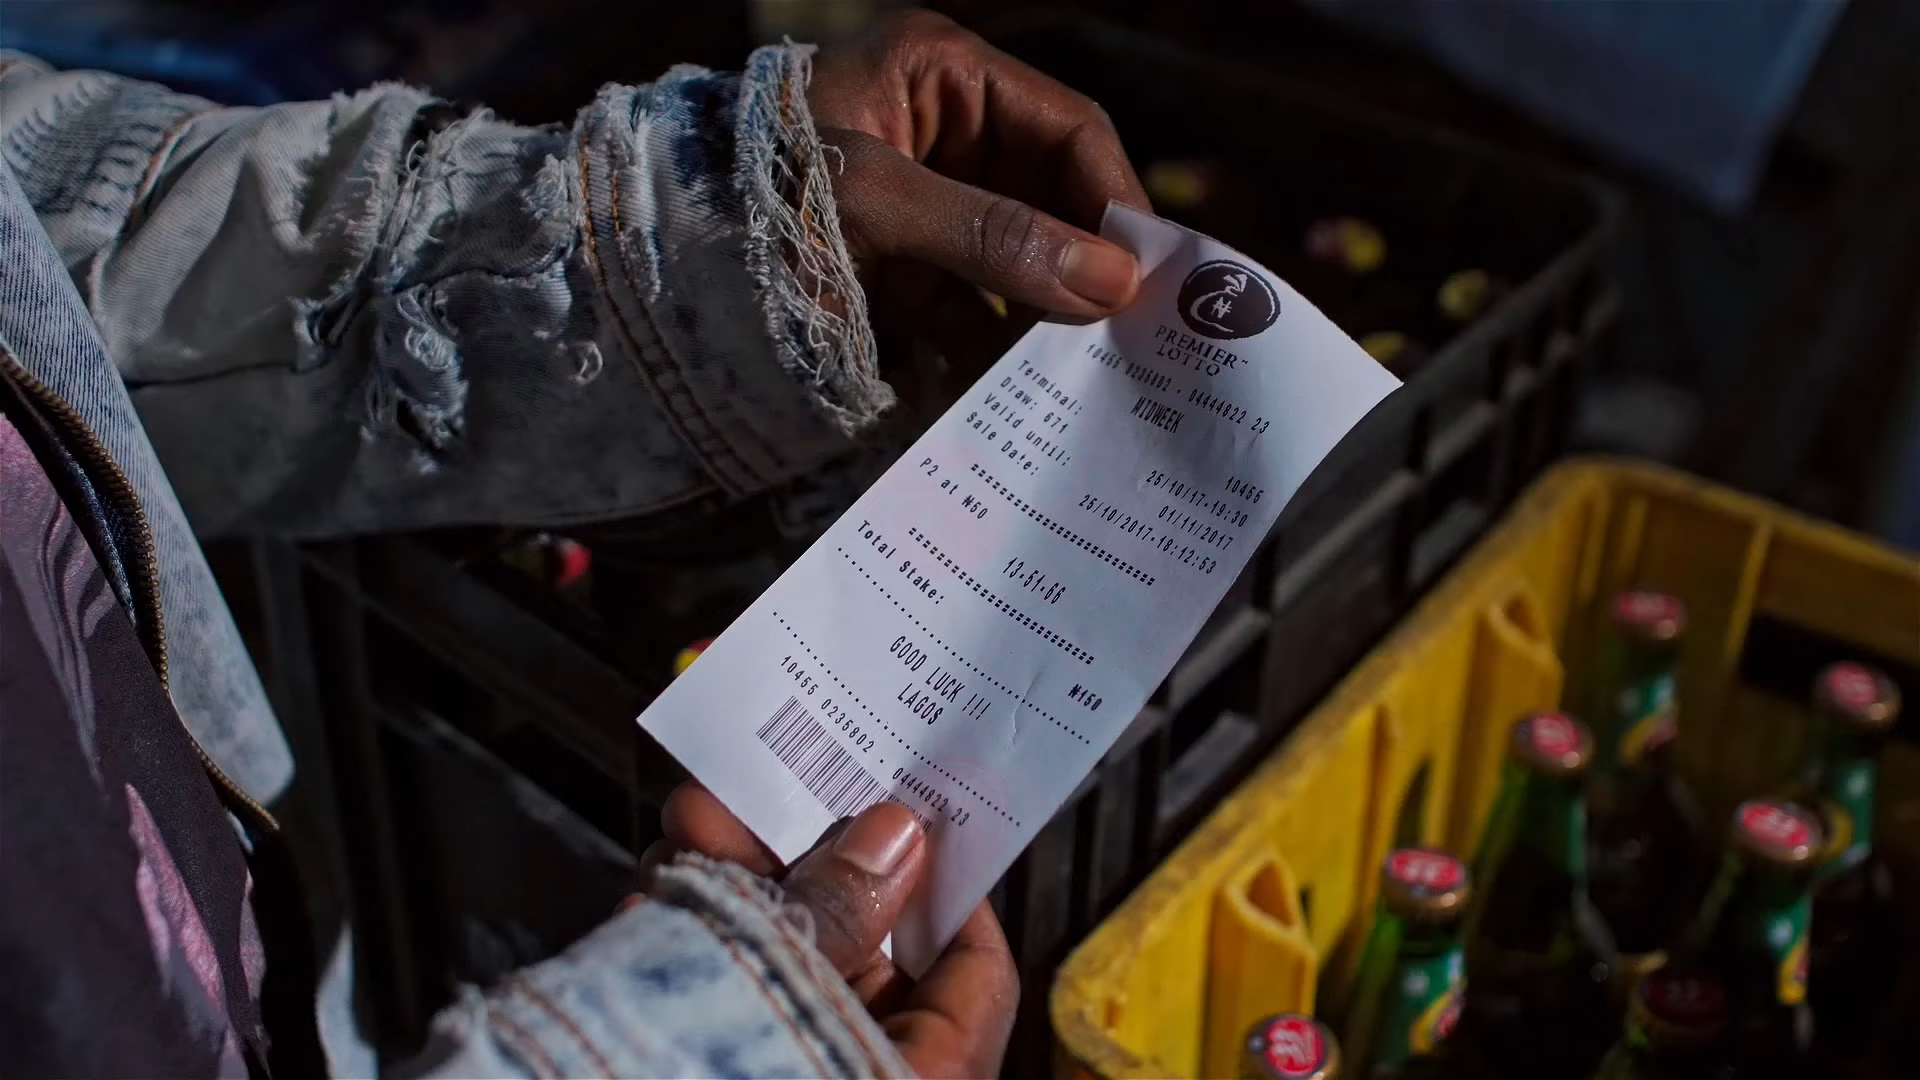 PREMIER™
LOTTO
10455 0235802 . 04444822 23
MIDWEEK
Terminal: 10455
Draw: 671 25/10/17-19:30
Valid until: 01/11/2017
Sale Date: 25/10/2017-18:12:53
P2 at ₦50
13-51-66
Total Stake: ₦150
GOOD LUCK !!!
LAGOS
10455 0235802 . 04444822 23